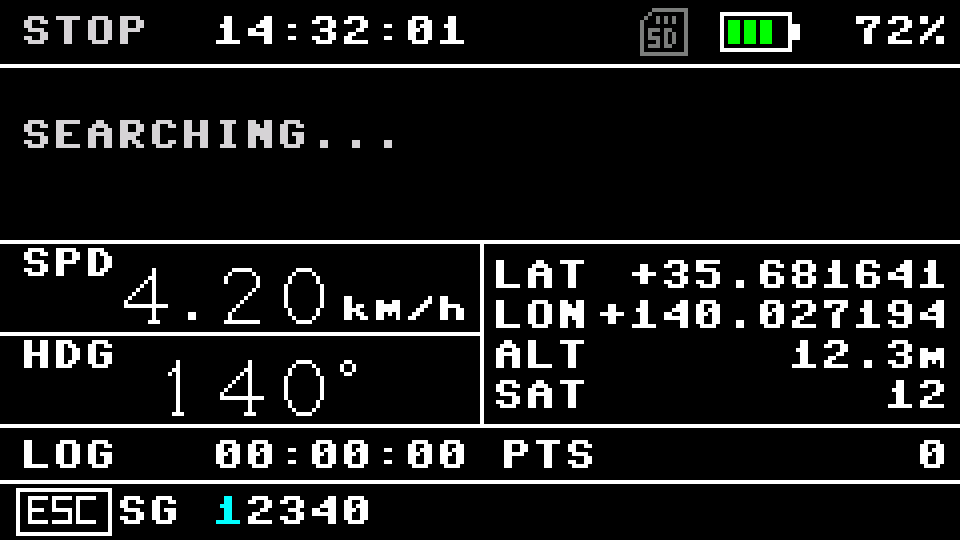 STOP 14:32:01 SD 72%
SEARCHING...
SPD 4.20 km/h
HDG 140°
LAT +35.681641
LON +140.027194
ALT 12.3m
SAT 12
LOG 00:00:00 PTS 0
ESC SG 12340